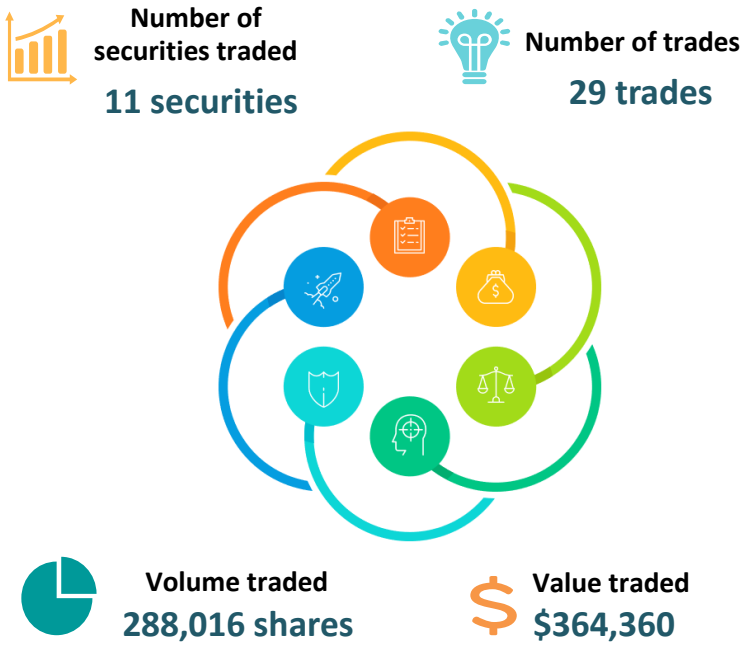 Number of
securities traded
11 securities
Number of trades
29 trades
$
Volume traded
288,016 shares
$
Value traded
$364,360